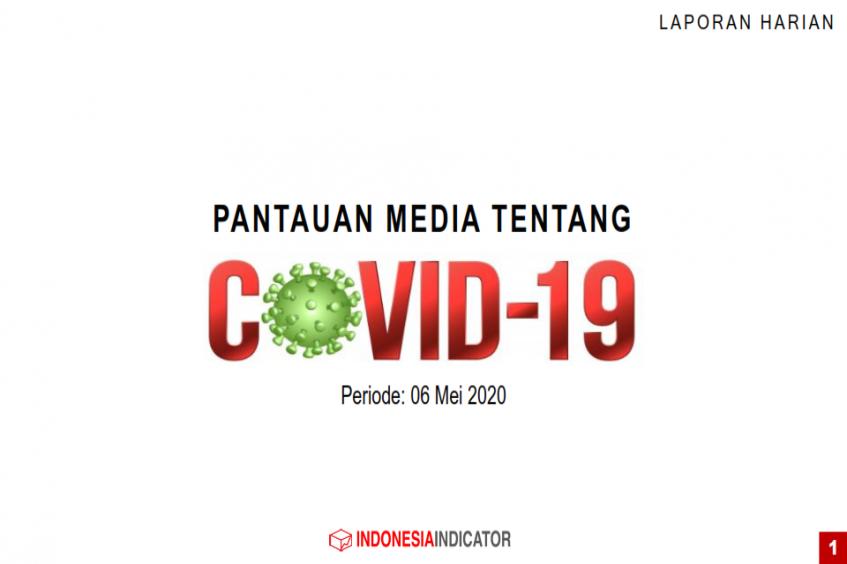 LAPORAN HARIAN
PANTAUAN MEDIA TENTANG
COVID-19
Periode: 06 Mei 2020
INDONESIAINDICATOR
1